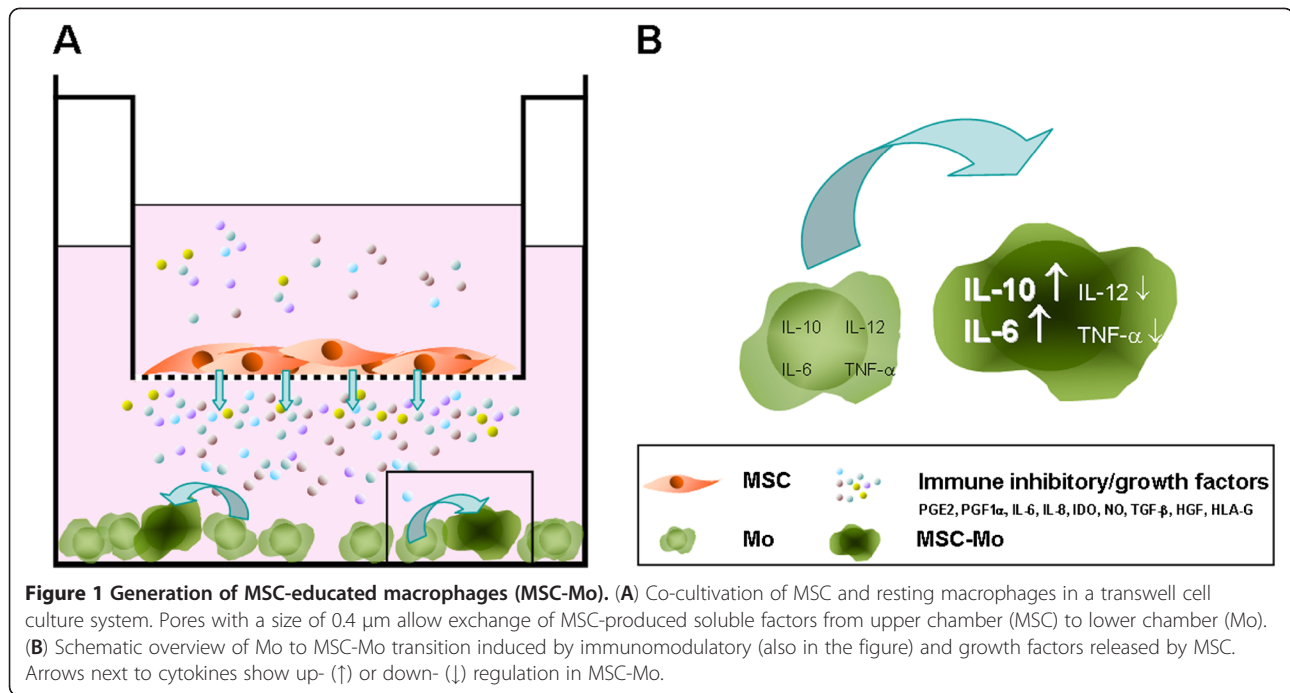 A
B
IL-10 IL-12
IL-6 TNF-α
IL-10 ↑ IL-12 ↓
IL-6 ↑ TNF-α ↓
MSC
Immune inhibitory/growth factors
PGE2, PGF1α, IL-6, IL-8, IDO, NO, TGF-β, HGF, HLA-G
Mo
MSC-Mo
Figure 1 Generation of MSC-educated macrophages (MSC-Mo). (A) Co-cultivation of MSC and resting macrophages in a transwell cell
culture system. Pores with a size of 0.4 μm allow exchange of MSC-produced soluble factors from upper chamber (MSC) to lower chamber (Mo).
(B) Schematic overview of Mo to MSC-Mo transition induced by immunomodulatory (also in the figure) and growth factors released by MSC.
Arrows next to cytokines show up- (↑) or down- (↓) regulation in MSC-Mo.